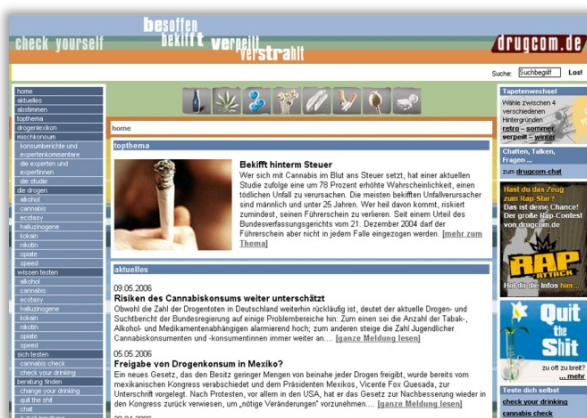 check yourself
besoffen
bekifft verpeilt
verstrahlt
drugcom.de
Suche: Suchbegriff Los!
home
aktuelles
abstimmen
topthema
drogenlexikon
mischkonsum
konsumberichte und
expertenkommentare
die experten und
expertinnen
die studie
die drogen
alkohol
cannabis
ecstasy
halluzinogene
kokain
nikotin
opiate
speed
wissen testen
alkohol
cannabis
ecstasy
halluzinogene
kokain
nikotin
opiate
speed
sich testen
cannabis check
check your drinking
beratung finden
change your drinking
quit the shit
chat
home
topthema
Bekifft hinterm Steuer
Wer sich mit Cannabis im Blut ans Steuer setzt, hat einer aktuellen
Studie zufolge eine um 78 Prozent erhöhte Wahrscheinlichkeit, einen
tödlichen Unfall zu verursachen. Die meisten bekifften Unfallverursacher
sind männlich und unter 25 Jahren. Wer heil davon kommt, riskiert
zumindest, seinen Führerschein zu verlieren. Seit einem Urteil des
Bundesverfassungsgerichts vom 21. Dezember 2004 darf der
Führerschein aber nicht in jedem Falle eingezogen werden. [mehr zum
Thema]
aktuelles
09.05.2006
Risiken des Cannabiskonsums weiter unterschätzt
Obwohl die Zahl der Drogentoten in Deutschland weiterhin rückläufig ist, deutet der aktuelle Drogen- und
Suchtbericht der Bundesregierung auf einige Problembereiche hin: Zum einen sei die Anzahl der Tabak-,
Alkohol- und Medikamentenabhängigen alarmierend hoch; zum anderen steige die Zahl Jugendlicher
Cannabiskonsumenten und -konsumentinnen immer weiter an.... [ganze Meldung lesen]
05.05.2006
Freigabe von Drogenkonsum in Mexiko?
Ein neues Gesetz, das den Besitz geringer Mengen von beinahe jeder Drogen freigibt, wurde bereits vom
mexikanischen Kongress verabschiedet und dem Präsidenten Mexikos, Vicente Fox Quesada, zur
Unterschrift vorgelegt. Nach Protesten, vor allem in den USA, hat er das Gesetz zur Nachbesserung wieder in
den Kongress zurück verwiesen, um „nötige Veränderungen" vorzunehmen.... [ganze Meldung lesen]
Tapetenwechsel
Wähle zwischen 4
verschiedenen
Hintergründen
retro – sommer
verpeilt – winter
Chatten, Talken,
Fragen ...
zum drugcom-chat
Hast du das Zeug
zum Rap Star?
Das ist deine Chance!
Der große Rap-Contest
von drugcom.de
RAP
ATTACK
Hol dir die Infos hier...
Quit
the
Shit
zu oft zu breit?
... mehr
Teste dich selbst
check your drinking
cannabis check